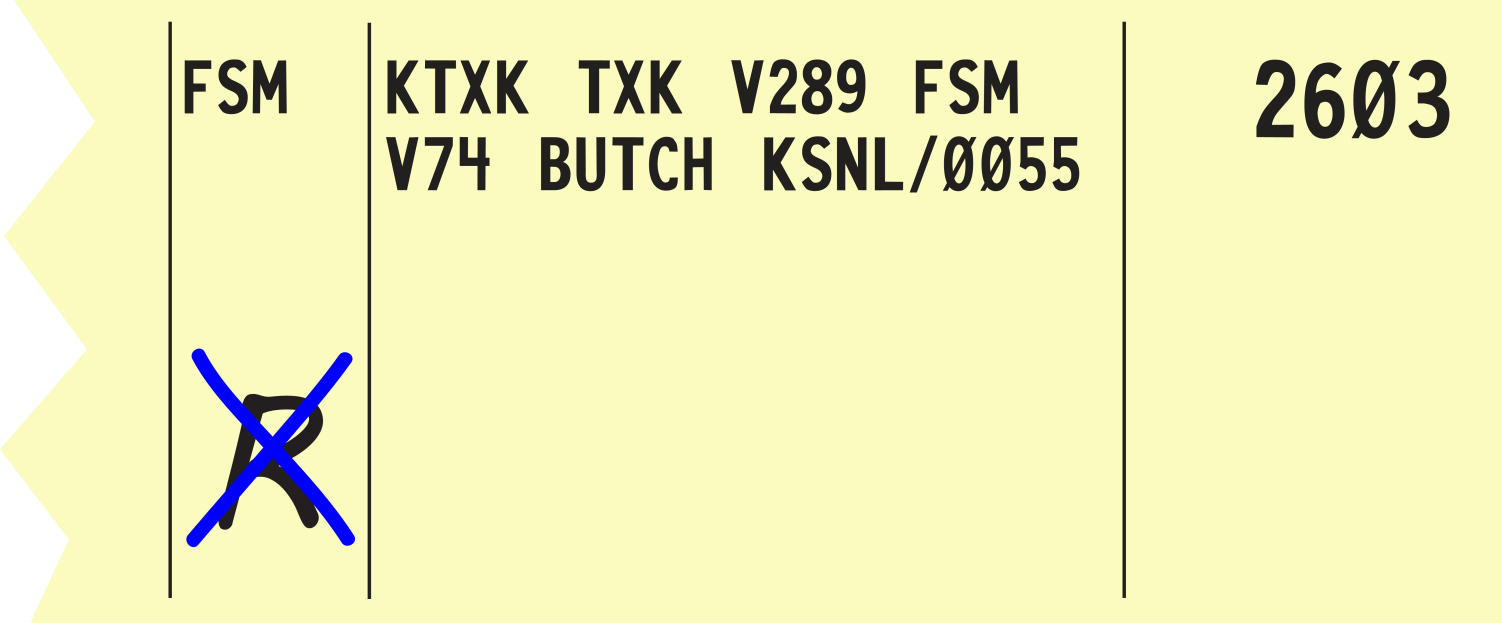 FSM KTXK TXK V289 FSM 26Ø3
V74 BUTCH KSNL/ØØ55
R